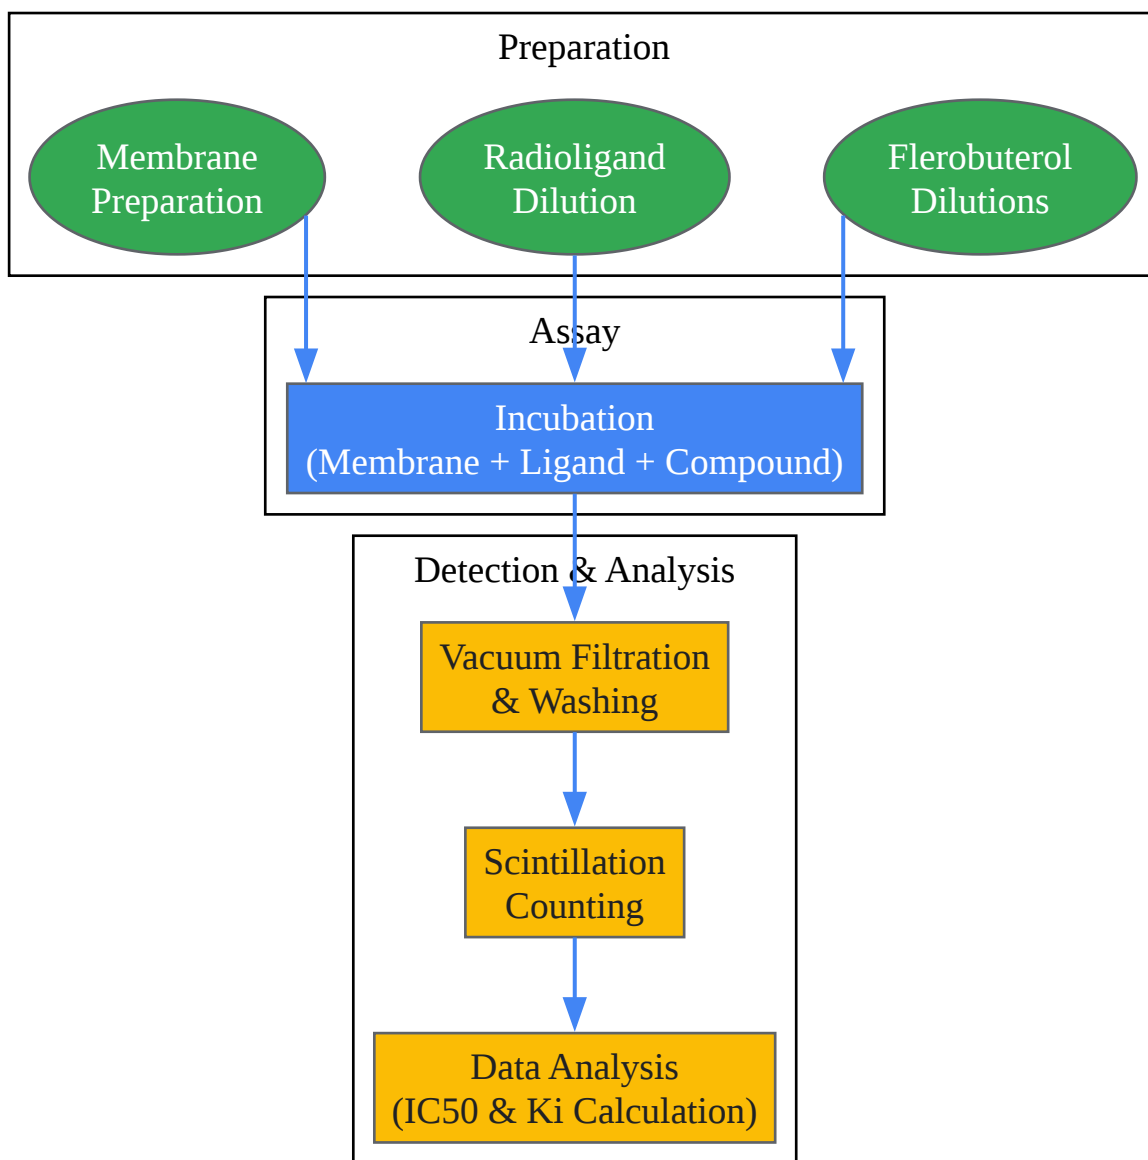 Preparation
Membrane
Preparation
Radioligand
Dilution
Flerobuterol
Dilutions
Assay
Incubation
(Membrane + Ligand + Compound)
Detection & Analysis
Vacuum Filtration
& Washing
Scintillation
Counting
Data Analysis
(IC50 & Ki Calculation)